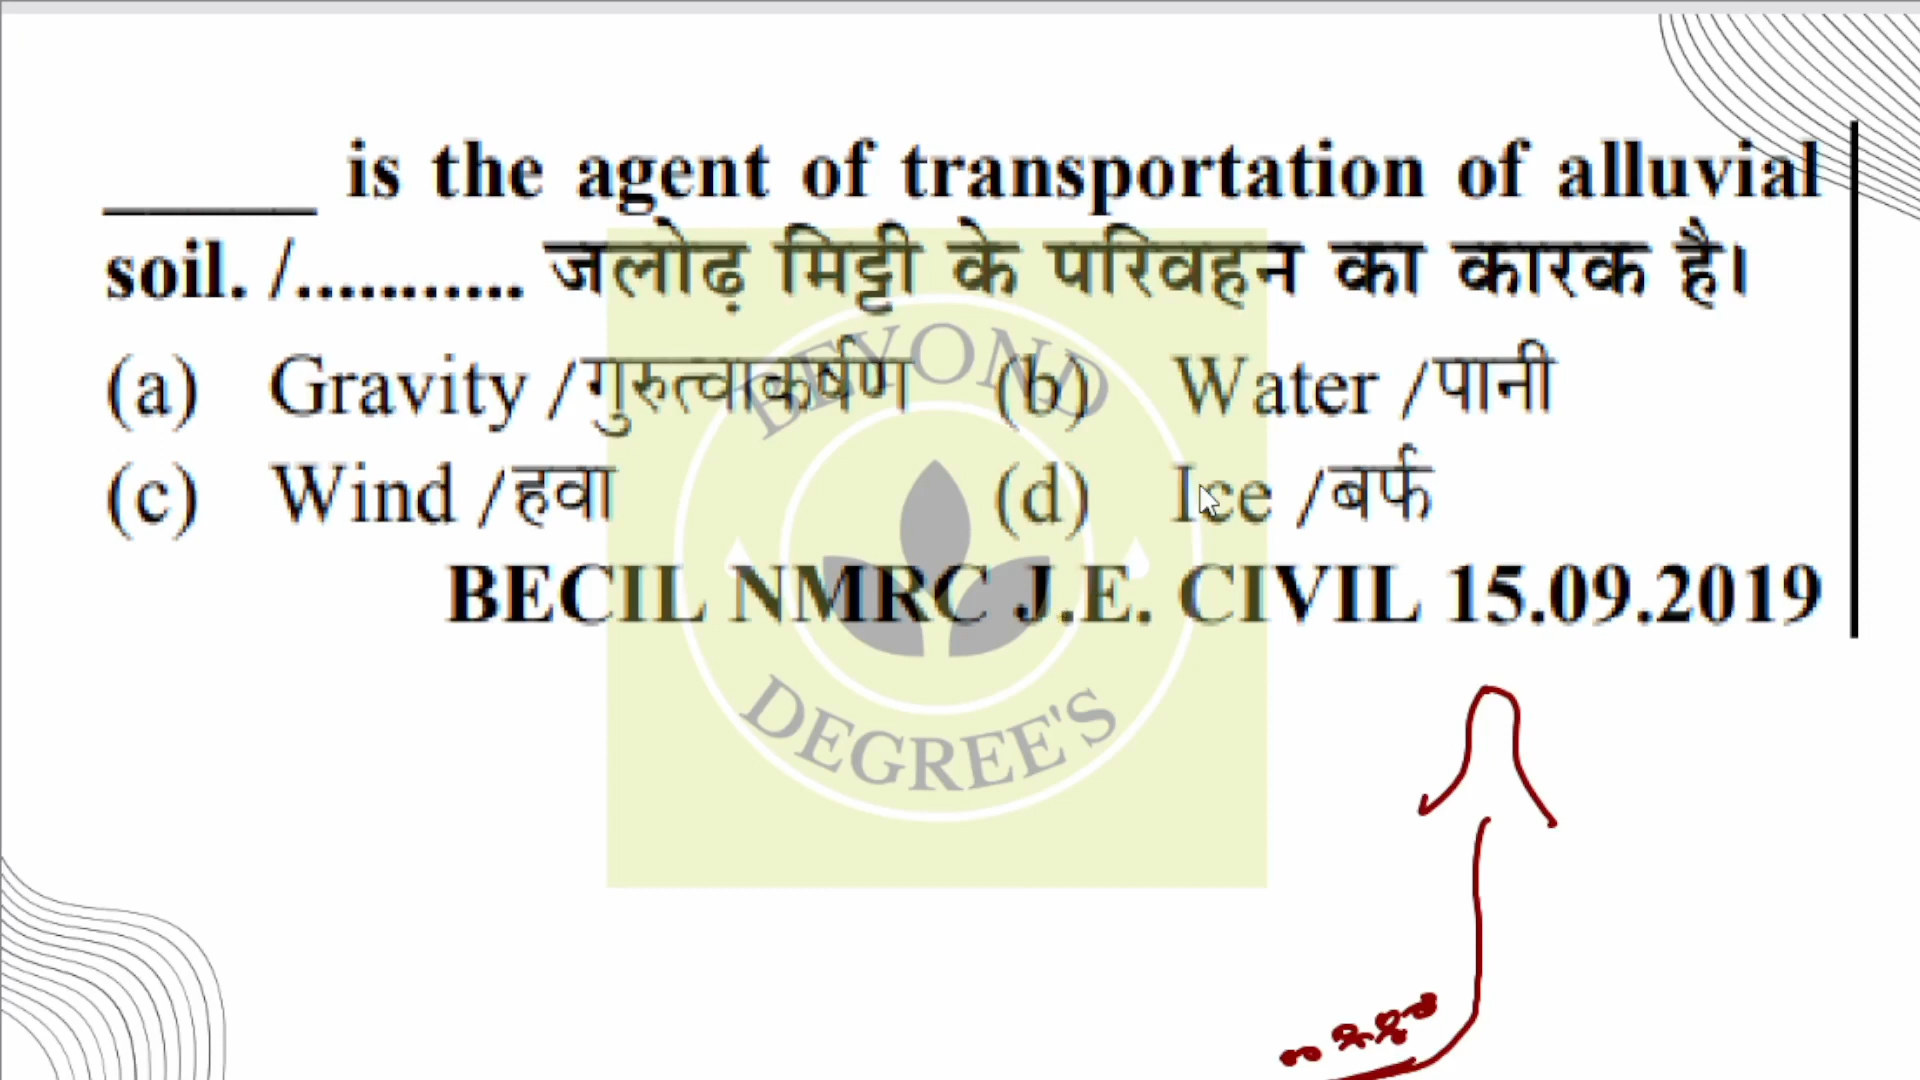 _____ is the agent of transportation of alluvial
soil. /........... जलोढ़ मिट्टी के परिवहन का कारक है।
(a) Gravity /गुरुत्वाकर्षण (b) Water /पानी
(c) Wind /हवा (d) Ice /बर्फ
BECIL NMRC J.E. CIVIL 15.09.2019
BEYOND
DEGREE'S